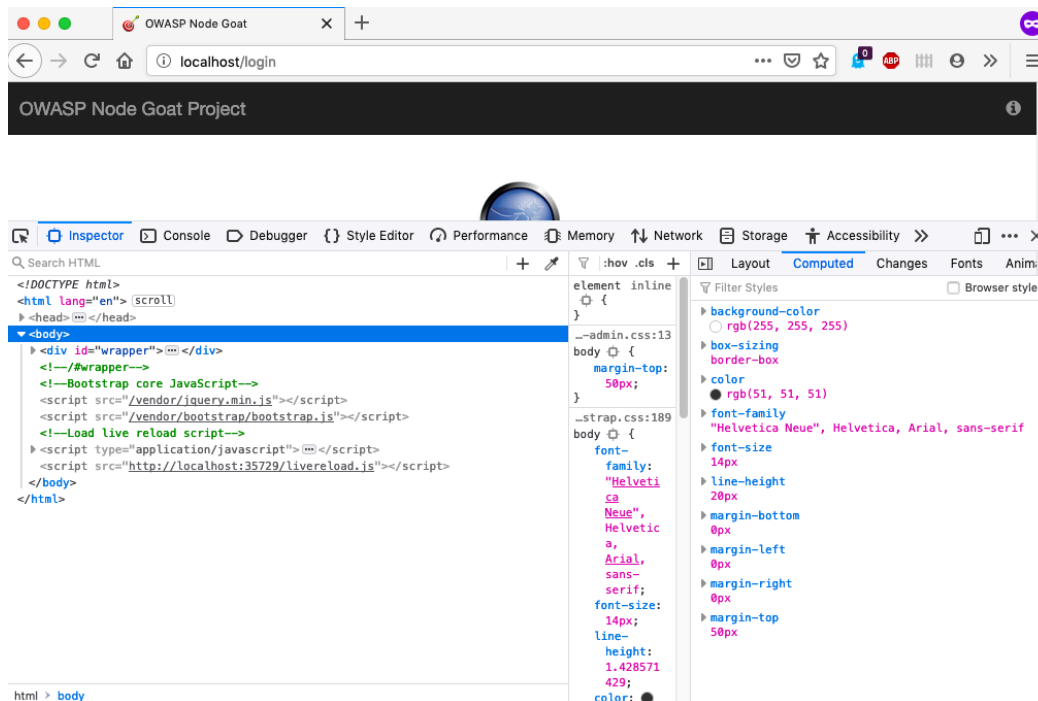 OWASP Node Goat
localhost/login
0
ABP
OWASP Node Goat Project
Inspector Console Debugger {} Style Editor Performance Memory Network Storage Accessibility
Search HTML
<!DOCTYPE html>
<html lang="en"> scroll
<head> </head>
<body>
<div id="wrapper"> </div>
<!--/#wrapper-->
<!--Bootstrap core JavaScript-->
<script src="/vendor/jquery.min.js"></script>
<script src="/vendor/bootstrap/bootstrap.js"></script>
<!--Load live reload script-->
<script type="application/javascript"> </script>
<script src="http://localhost:35729/livereload.js"></script>
</body>
</html>
html > body
:hov .cls +
element inline
{
}
…-admin.css:13
body {
margin-top:
50px;
}
…strap.css:189
body {
font-
family:
"Helveti
ca
Neue",
Helvetic
a,
Arial,
sans-
serif;
font-size:
14px;
line-
height:
1.428571
429;
color:
Layout Computed Changes Fonts Anim
Filter Styles Browser style
background-color
rgb(255, 255, 255)
box-sizing
border-box
color
rgb(51, 51, 51)
font-family
"Helvetica Neue", Helvetica, Arial, sans-serif
font-size
14px
line-height
20px
margin-bottom
0px
margin-left
0px
margin-right
0px
margin-top
50px